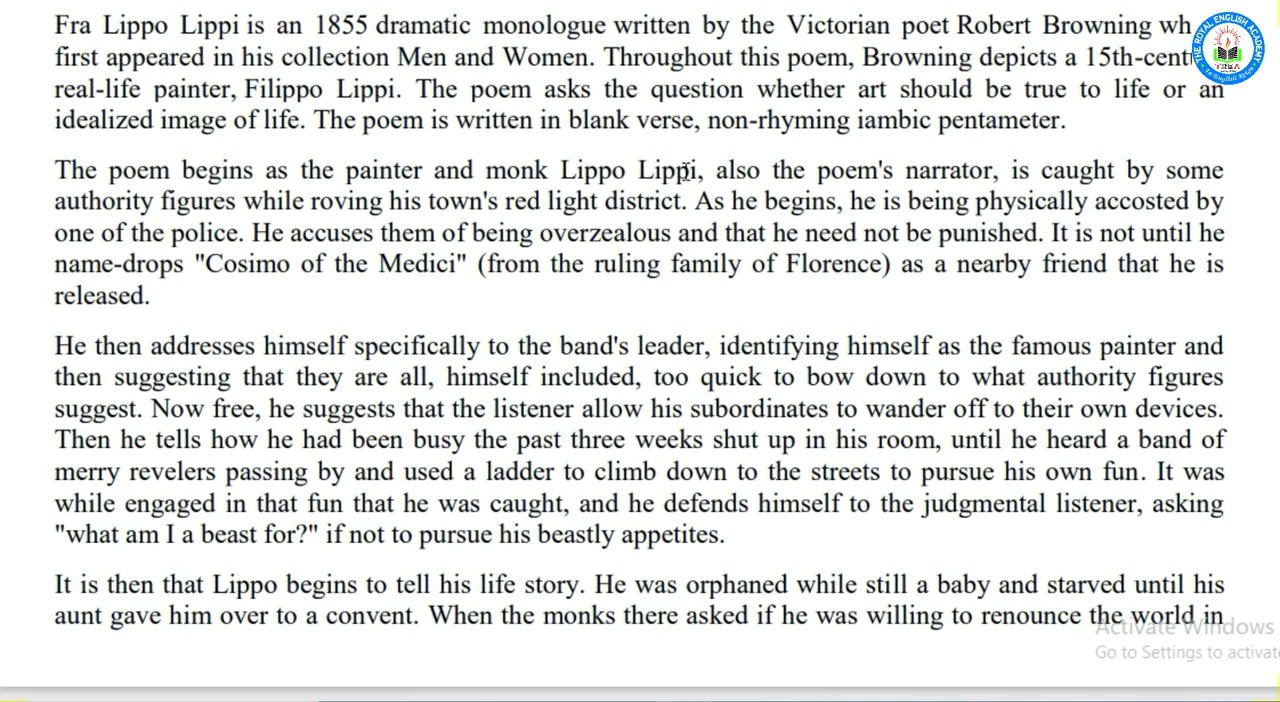 Fra Lippo Lippi is an 1855 dramatic monologue written by the Victorian poet Robert Browning wh
first appeared in his collection Men and Women. Throughout this poem, Browning depicts a 15th-cent
real-life painter, Filippo Lippi. The poem asks the question whether art should be true to life or an
idealized image of life. The poem is written in blank verse, non-rhyming iambic pentameter.
The poem begins as the painter and monk Lippo Lippi, also the poem's narrator, is caught by some
authority figures while roving his town's red light district. As he begins, he is being physically accosted by
one of the police. He accuses them of being overzealous and that he need not be punished. It is not until he
name-drops "Cosimo of the Medici" (from the ruling family of Florence) as a nearby friend that he is
released.
He then addresses himself specifically to the band's leader, identifying himself as the famous painter and
then suggesting that they are all, himself included, too quick to bow down to what authority figures
suggest. Now free, he suggests that the listener allow his subordinates to wander off to their own devices.
Then he tells how he had been busy the past three weeks shut up in his room, until he heard a band of
merry revelers passing by and used a ladder to climb down to the streets to pursue his own fun. It was
while engaged in that fun that he was caught, and he defends himself to the judgmental listener, asking
"what am I a beast for?" if not to pursue his beastly appetites.
It is then that Lippo begins to tell his life story. He was orphaned while still a baby and starved until his
aunt gave him over to a convent. When the monks there asked if he was willing to renounce the world in
Activate Windows
Go to Settings to activat
THE ROYAL ENGLISH ACADEMY
TREA